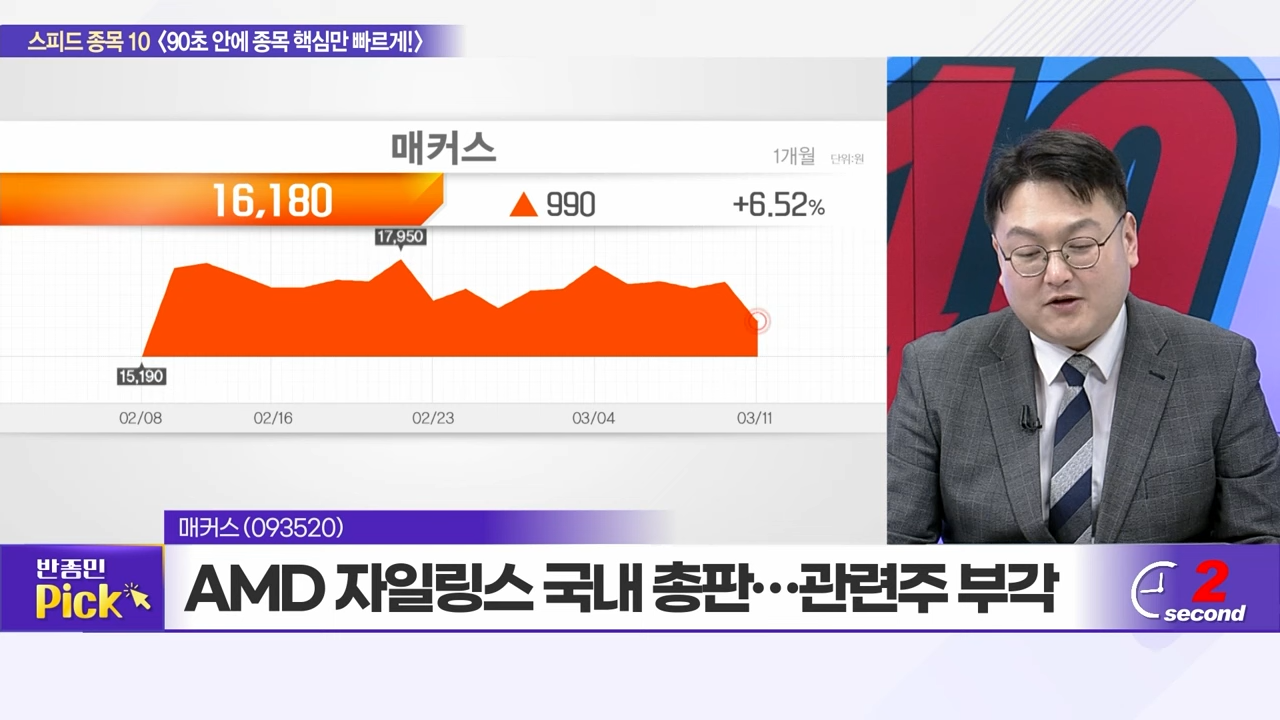 스피드 종목 10 〈90초 안에 종목 핵심만 빠르게!〉
매커스
1개월 단위:원
16,180 ▲ 990 +6.52%
17,950
15,190
02/08 02/16 02/23 03/04 03/11
10
매커스(093520)
반종민
Pick
AMD 자일링스 국내 총판…관련주 부각
2
second